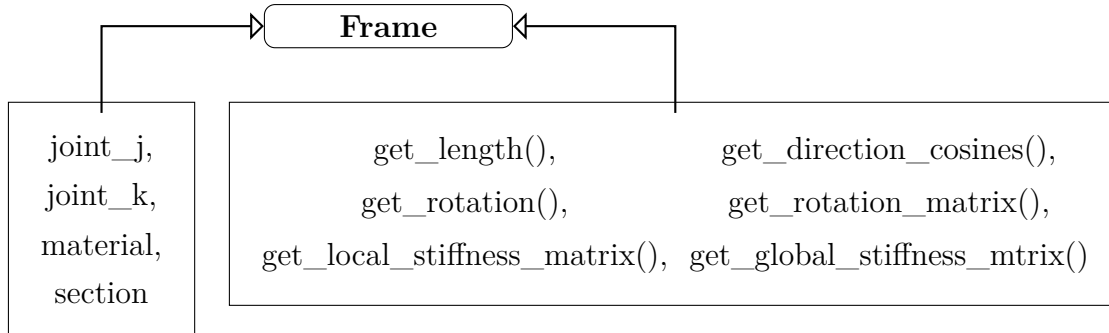 Frame
joint_j,
joint_k,
material,
section
get_length(), get_direction_cosines(),
get_rotation(), get_rotation_matrix(),
get_local_stiffness_matrix(), get_global_stiffness_mtrix()